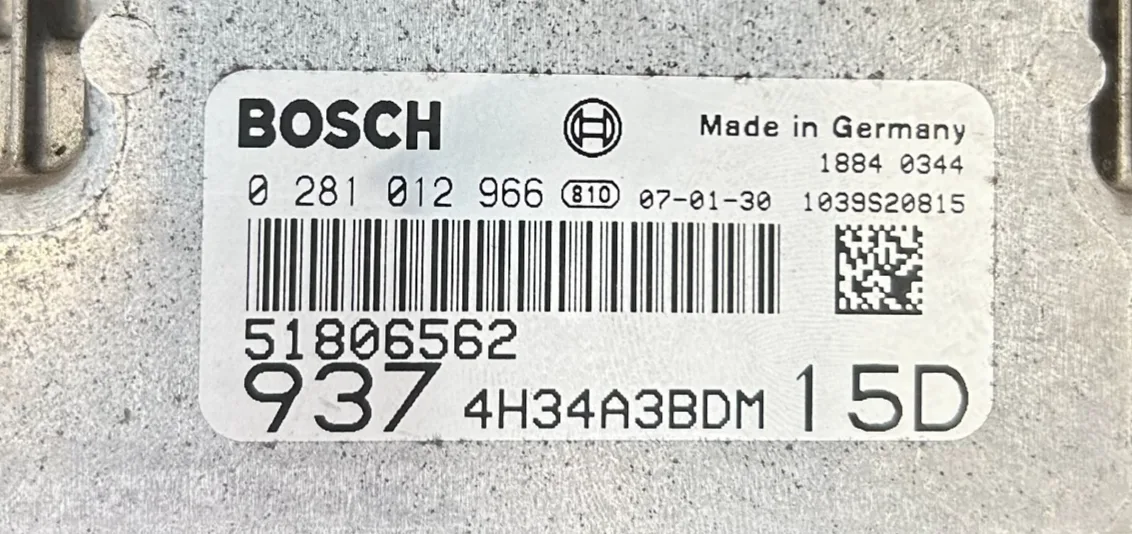 BOSCH Made in Germany
1884 0344
0 281 012 966 810 07-01-30 1039S20815
51806562
937 4H34A3BDM 15D